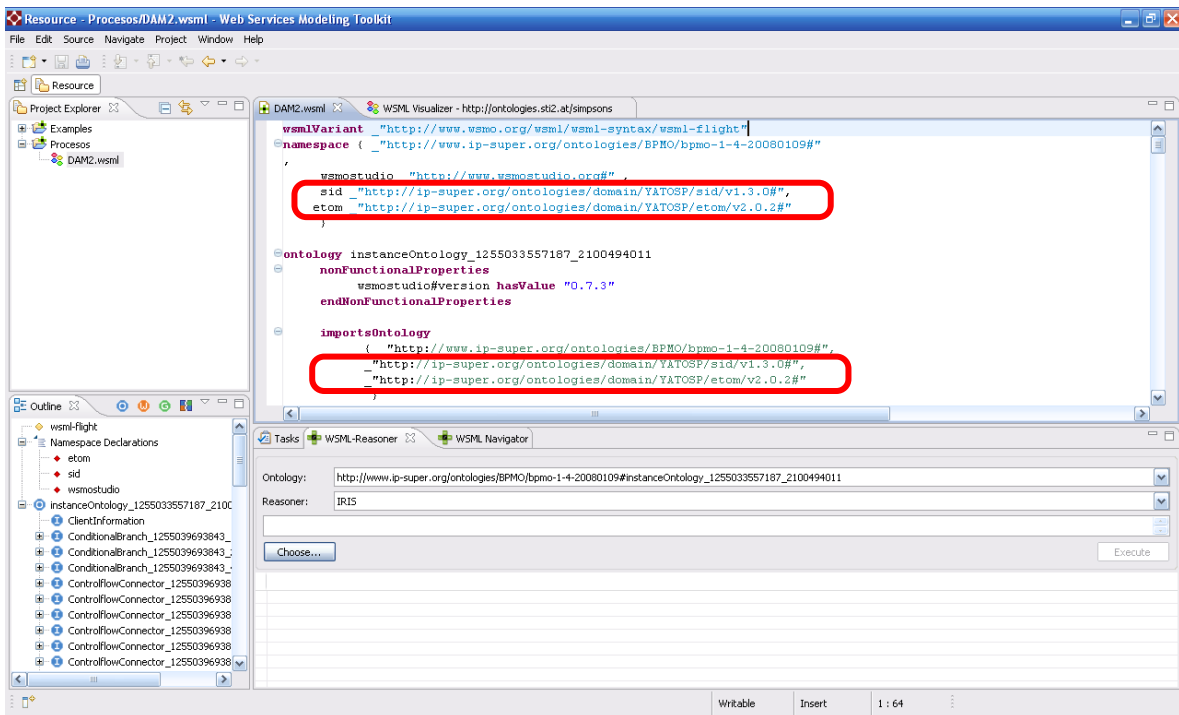 Resource - Procesos/DAM2.wsml - Web Services Modeling Toolkit
File Edit Source Navigate Project Window Help
Resource
Project Explorer
Examples
Procesos
DAM2.wsml
DAM2.wsml
WSML Visualizer - http://ontologies.sti2.at/simpsons
wsmlVariant _"http://www.wsmo.org/wsml/wsml-syntax/wsml-flight"
namespace { _"http://www.ip-super.org/ontologies/BPMO/bpmo-1-4-20080109#"
,
wsmostudio _"http://www.wsmostudio.org#" ,
sid _"http://ip-super.org/ontologies/domain/YATOSP/sid/v1.3.0#",
etom _"http://ip-super.org/ontologies/domain/YATOSP/etom/v2.0.2#"
}
ontology instanceOntology_1255033557187_2100494011
nonFunctionalProperties
wsmostudio#version hasValue "0.7.3"
endNonFunctionalProperties
importsOntology
{ _"http://www.ip-super.org/ontologies/BPMO/bpmo-1-4-20080109#",
_"http://ip-super.org/ontologies/domain/YATOSP/sid/v1.3.0#",
_"http://ip-super.org/ontologies/domain/YATOSP/etom/v2.0.2#"
}
Outline
wsml-flight
Namespace Declarations
etom
sid
wsmostudio
instanceOntology_1255033557187_2100
ClientInformation
ConditionalBranch_1255039693843_
ConditionalBranch_1255039693843_
ConditionalBranch_1255039693843_
ControlflowConnector_12550396938
ControlflowConnector_12550396938
ControlflowConnector_12550396938
ControlflowConnector_12550396938
ControlflowConnector_12550396938
ControlflowConnector_12550396938
Tasks
WSML-Reasoner
WSML Navigator
Ontology: http://www.ip-super.org/ontologies/BPMO/bpmo-1-4-20080109#instanceOntology_1255033557187_2100494011
Reasoner: IRIS
Choose...
Execute
Writable
Insert
1 : 64